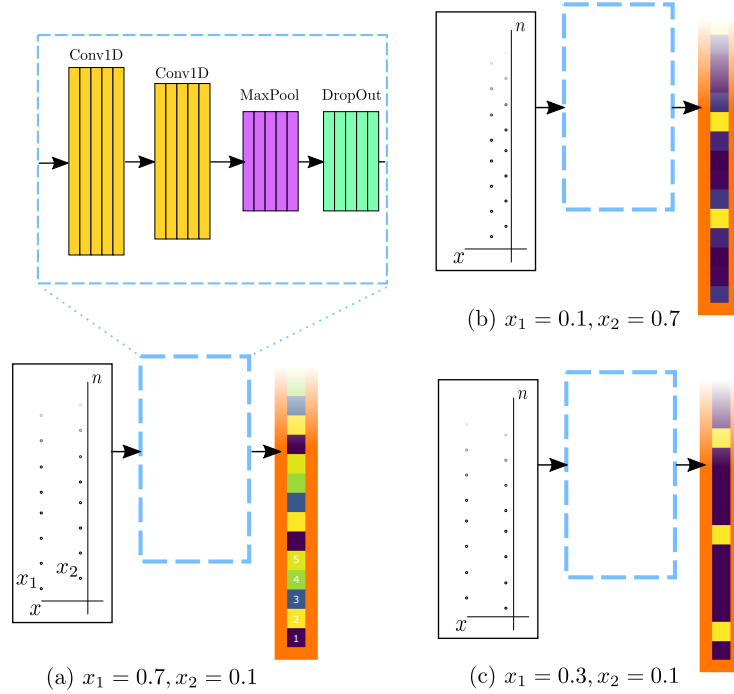 Conv1D
Conv1D
MaxPool
DropOut
n
x
(b) x₁ = 0.1, x₂ = 0.7
n
x₁
x₂
x
5
4
3
2
1
(a) x₁ = 0.7, x₂ = 0.1
n
x
(c) x₁ = 0.3, x₂ = 0.1